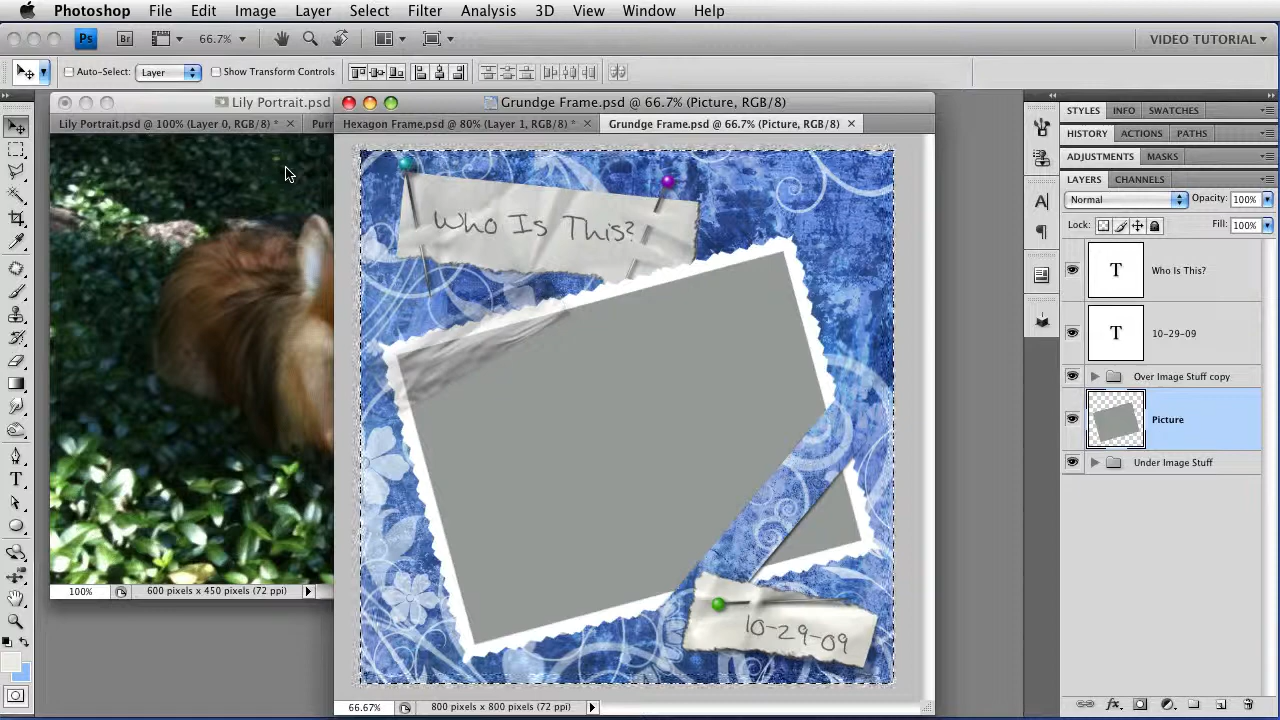 Photoshop File Edit Image Layer Select Filter Analysis 3D View Window Help
Ps Br 66.7% VIDEO TUTORIAL
Auto-Select: Layer Show Transform Controls
Lily Portrait.psd
Grundge Frame.psd @ 66.7% (Picture, RGB/8)
Lily Portrait.psd @ 100% (Layer 0, RGB/8) *
Hexagon Frame.psd @ 80% (Layer 1, RGB/8) *
Grundge Frame.psd @ 66.7% (Picture, RGB/8)
Who Is This?
10-29-09
100% 600 pixels x 450 pixels (72 ppi)
66.67% 800 pixels x 800 pixels (72 ppi)
STYLES INFO SWATCHES
HISTORY ACTIONS PATHS
ADJUSTMENTS MASKS
LAYERS CHANNELS
Normal Opacity: 100%
Lock: Fill: 100%
T Who Is This?
T 10-29-09
Over Image Stuff copy
Picture
Under Image Stuff
A
T
fx